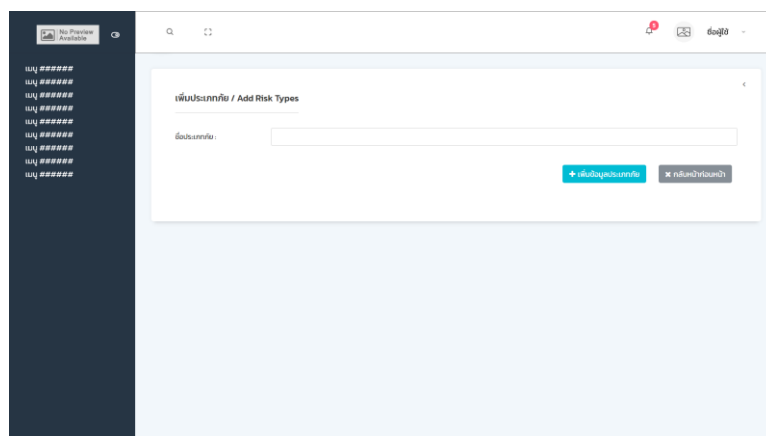 No Preview
Available
5
ชื่อผู้ใช้
เมนู ######
เมนู ######
เมนู ######
เมนู ######
เมนู ######
เมนู ######
เมนู ######
เมนู ######
เมนู ######
เพิ่มประเภทภัย / Add Risk Types
ชื่อประเภทภัย :
+ เพิ่มข้อมูลประเภทภัย
× กลับหน้าก่อนหน้า